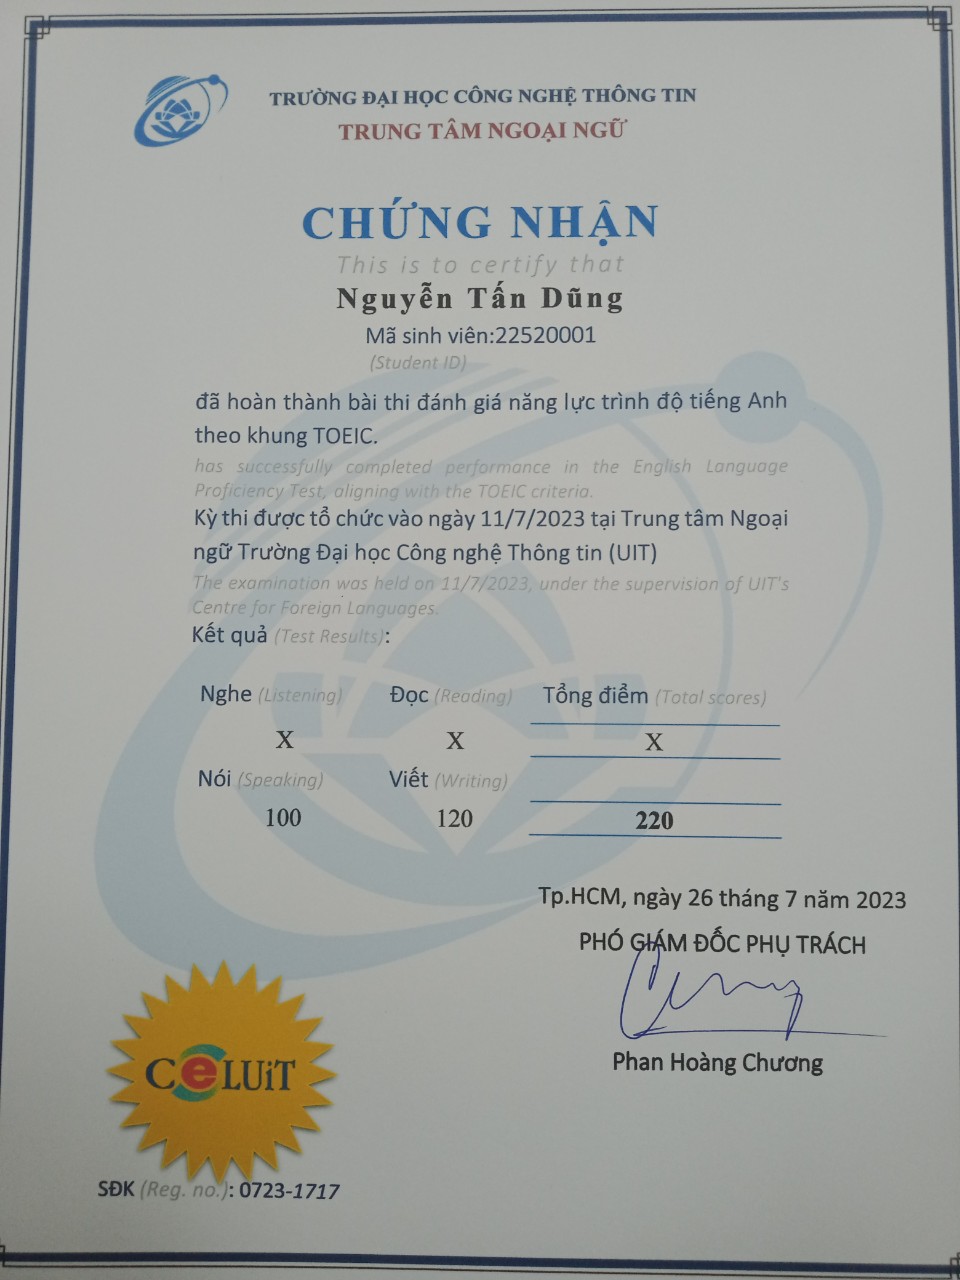 TRƯỜNG ĐẠI HỌC CÔNG NGHỆ THÔNG TIN
TRUNG TÂM NGOẠI NGỮ
CHỨNG NHẬN
This is to certify that
Nguyễn Tấn Dũng
Mã sinh viên:22520001
(Student ID)
đã hoàn thành bài thi đánh giá năng lực trình độ tiếng Anh
theo khung TOEIC.
has successfully completed performance in the English Language
Proficiency Test, aligning with the TOEIC criteria.
Kỳ thi được tổ chức vào ngày 11/7/2023 tại Trung tâm Ngoại
ngữ Trường Đại học Công nghệ Thông tin (UIT)
The examination was held on 11/7/2023, under the supervision of UIT's
Centre for Foreign Languages.
Kết quả (Test Results):
Nghe (Listening) Đọc (Reading) Tổng điểm (Total scores)
X X X
Nói (Speaking) Viết (Writing)
100 120 220
Tp.HCM, ngày 26 tháng 7 năm 2023
PHÓ GIÁM ĐỐC PHỤ TRÁCH
Phan Hoàng Chương
CeLUiT
SĐK (Reg. no.): 0723-1717